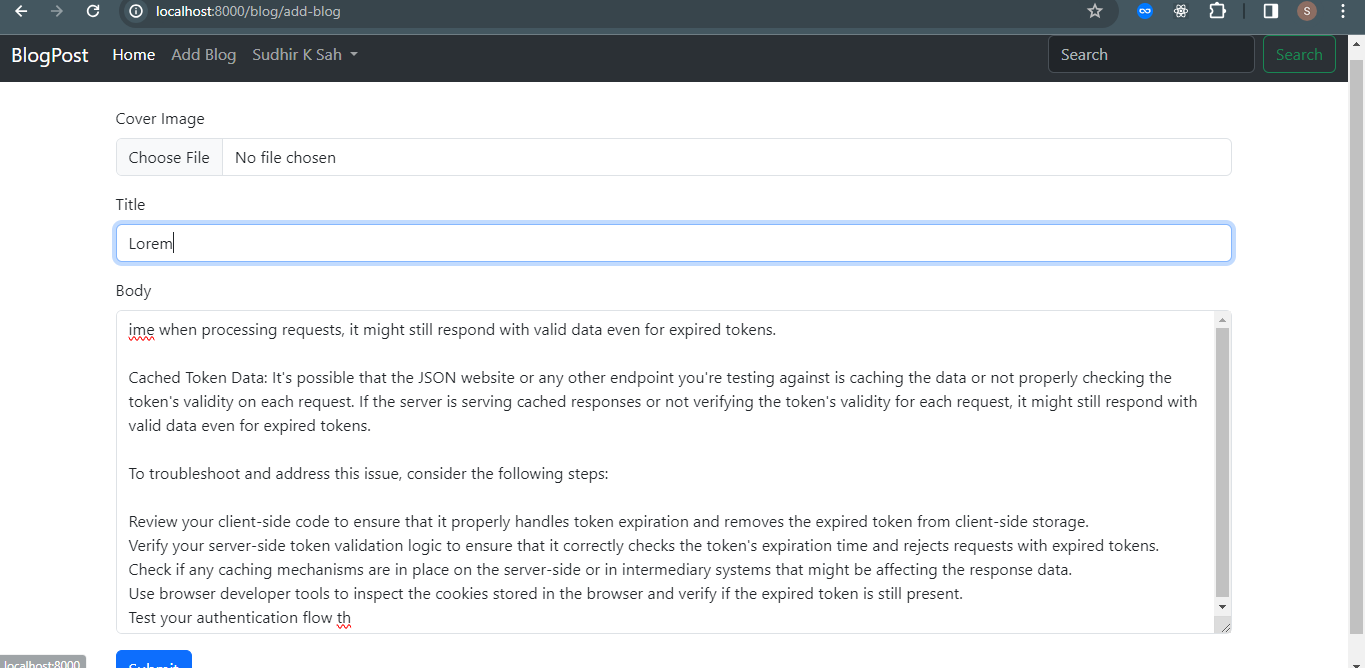 localhost:8000/blog/add-blog
S
BlogPost Home Add Blog Sudhir K Sah Search Search
Cover Image
Choose File No file chosen
Title
Lorem
Body
ime when processing requests, it might still respond with valid data even for expired tokens.
Cached Token Data: It's possible that the JSON website or any other endpoint you're testing against is caching the data or not properly checking the
token's validity on each request. If the server is serving cached responses or not verifying the token's validity for each request, it might still respond with
valid data even for expired tokens.
To troubleshoot and address this issue, consider the following steps:
Review your client-side code to ensure that it properly handles token expiration and removes the expired token from client-side storage.
Verify your server-side token validation logic to ensure that it correctly checks the token's expiration time and rejects requests with expired tokens.
Check if any caching mechanisms are in place on the server-side or in intermediary systems that might be affecting the response data.
Use browser developer tools to inspect the cookies stored in the browser and verify if the expired token is still present.
Test your authentication flow th
localhost:8000
Submit